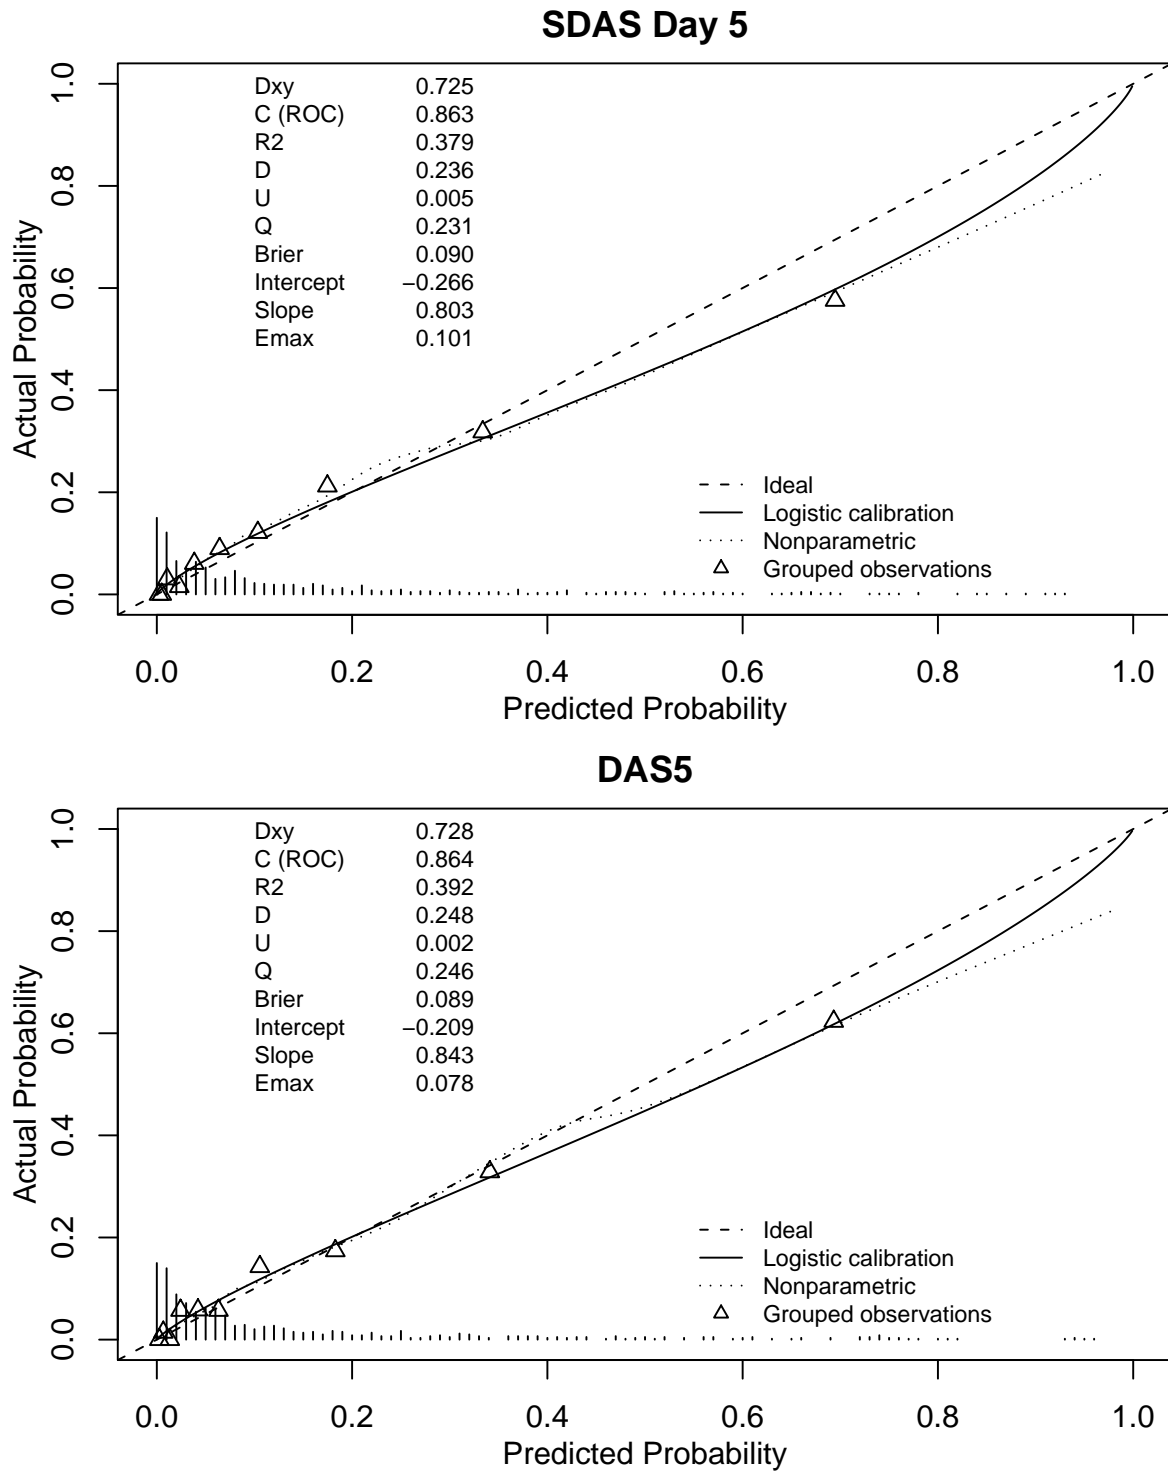 SDAS Day 5
Dxy 0.725
C (ROC) 0.863
R2 0.379
D 0.236
U 0.005
Q 0.231
Brier 0.090
Intercept −0.266
Slope 0.803
Emax 0.101
Actual Probability
1.0
0.8
0.6
0.4
0.2
0.0
Ideal
Logistic calibration
Nonparametric
Grouped observations
0.0 0.2 0.4 0.6 0.8 1.0
Predicted Probability
DAS5
Dxy 0.728
C (ROC) 0.864
R2 0.392
D 0.248
U 0.002
Q 0.246
Brier 0.089
Intercept −0.209
Slope 0.843
Emax 0.078
Actual Probability
1.0
0.8
0.6
0.4
0.2
0.0
Ideal
Logistic calibration
Nonparametric
Grouped observations
0.0 0.2 0.4 0.6 0.8 1.0
Predicted Probability